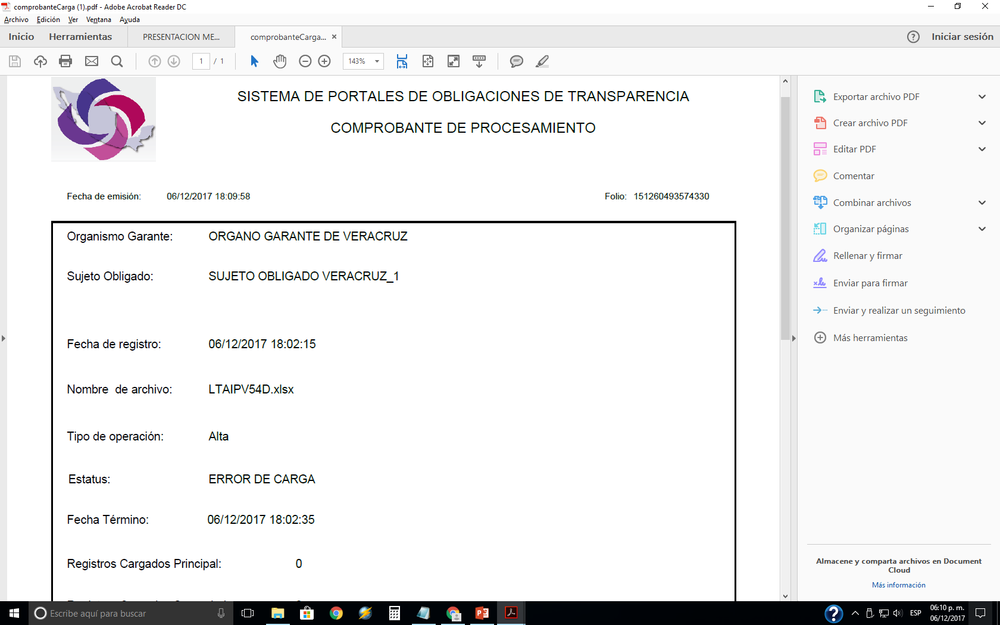 comprobanteCarga (1).pdf - Adobe Acrobat Reader DC
Archivo Edición Ver Ventana Ayuda
Inicio Herramientas PRESENTACION ME... comprobanteCarga... × ? Iniciar sesión
1 / 1 143%
SISTEMA DE PORTALES DE OBLIGACIONES DE TRANSPARENCIA
COMPROBANTE DE PROCESAMIENTO
Fecha de emisión: 06/12/2017 18:09:58 Folio: 151260493574330
Organismo Garante: ORGANO GARANTE DE VERACRUZ
Sujeto Obligado: SUJETO OBLIGADO VERACRUZ_1
Fecha de registro: 06/12/2017 18:02:15
Nombre de archivo: LTAIPV54D.xlsx
Tipo de operación: Alta
Estatus: ERROR DE CARGA
Fecha Término: 06/12/2017 18:02:35
Registros Cargados Principal: 0
Exportar archivo PDF
Crear archivo PDF
Editar PDF
Comentar
Combinar archivos
Organizar páginas
Rellenar y firmar
Enviar para firmar
Enviar y realizar un seguimiento
Más herramientas
Almacene y comparta archivos en Document
Cloud
Más información
Escribe aquí para buscar
ESP
06:10 p. m.
06/12/2017